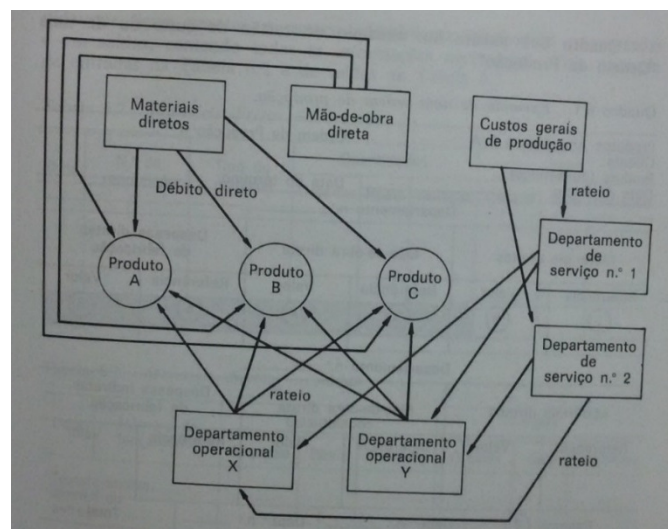 Materiais
diretos
Mão-de-obra
direta
Custos gerais
de produção
rateio
Débito direto
Departamento
de
serviço n.° 1
Produto
A
Produto
B
Produto
C
Departamento
de
serviço n.° 2
rateio
Departamento
operacional
X
Departamento
operacional
Y
rateio